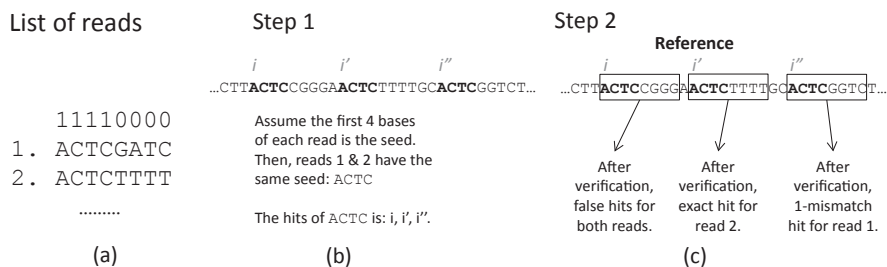 List of reads
11110000
1. ACTCGATC
2. ACTCTTTT
.........
(a)
Step 1
i i' i"
...CTTACTCCGGGAACTCTTTTGCACTCGGTCT...
Assume the first 4 bases
of each read is the seed.
Then, reads 1 & 2 have the
same seed: ACTC
The hits of ACTC is: i, i', i".
(b)
Step 2
Reference
i i' i"
...CTTACTCCGGGAACTCTTTTGCACTCGGTCT...
After
verification,
false hits for
both reads.
After
verification,
exact hit for
read 2.
After
verification,
1-mismatch
hit for read 1.
(c)